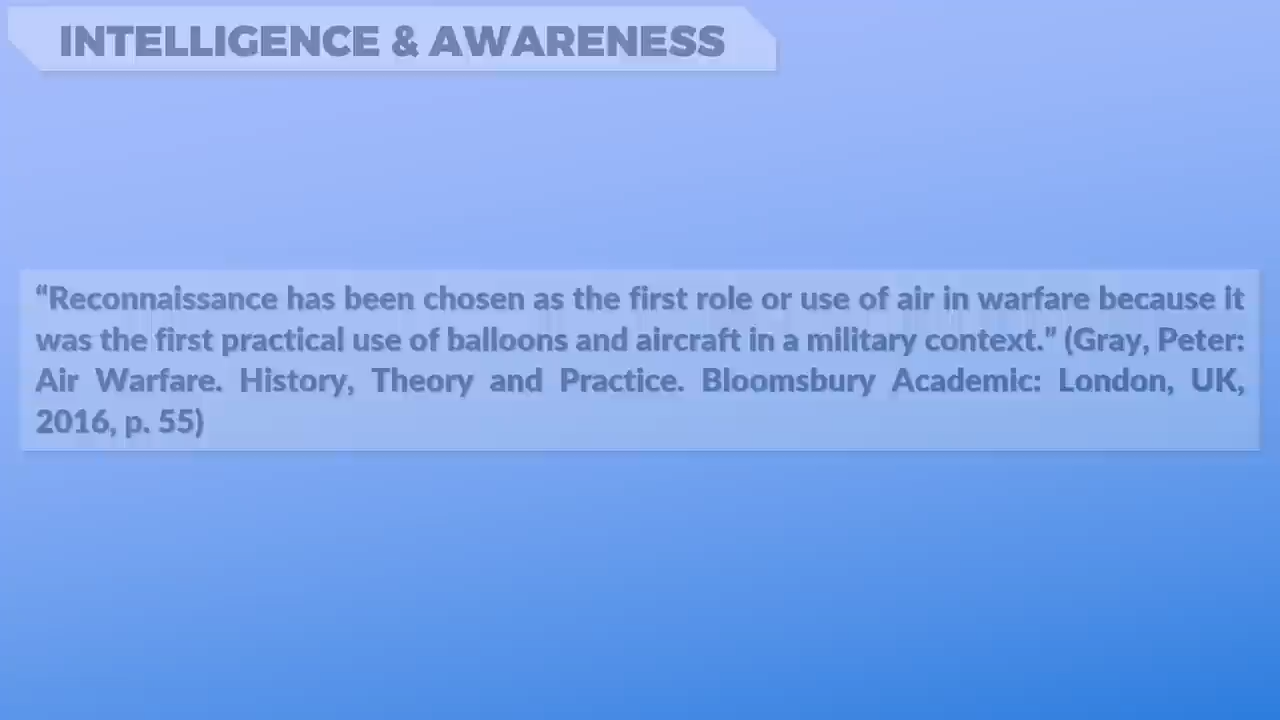 INTELLIGENCE & AWARENESS
“Reconnaissance has been chosen as the first role or use of air in warfare because it
was the first practical use of balloons and aircraft in a military context.” (Gray, Peter:
Air Warfare. History, Theory and Practice. Bloomsbury Academic: London, UK,
2016, p. 55)